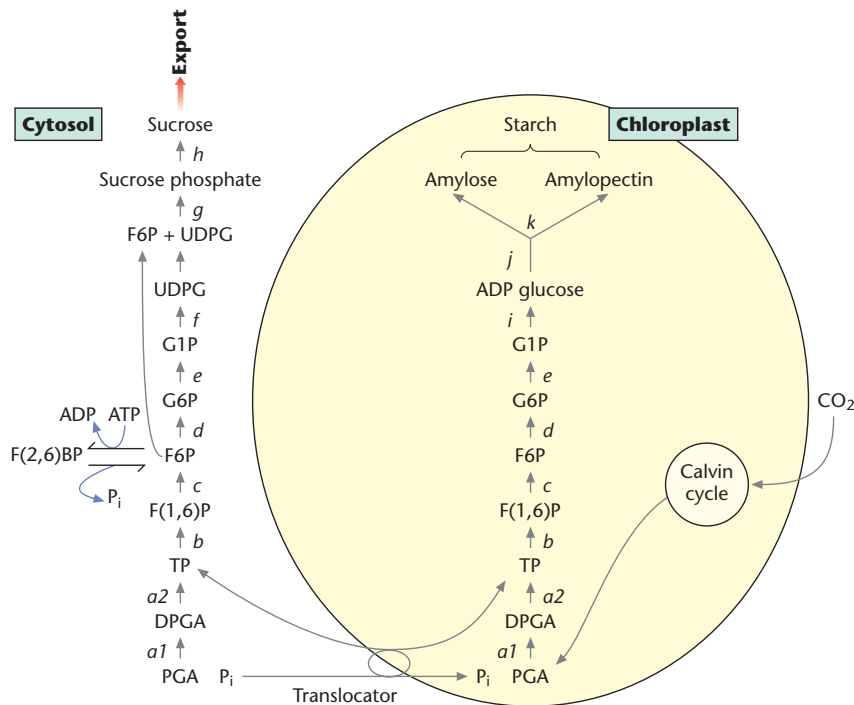 Export
Cytosol
Sucrose
h
Sucrose phosphate
g
F6P + UDPG
UDPG
f
G1P
e
G6P
ADP ATP
d
F(2,6)BP
F6P
Pi
c
F(1,6)P
b
TP
a2
DPGA
a1
PGA Pi
Translocator
Starch
Chloroplast
Amylose
Amylopectin
k
j
ADP glucose
i
G1P
e
G6P
d
F6P
c
F(1,6)P
b
TP
a2
DPGA
a1
Pi PGA
CO2
Calvin
cycle